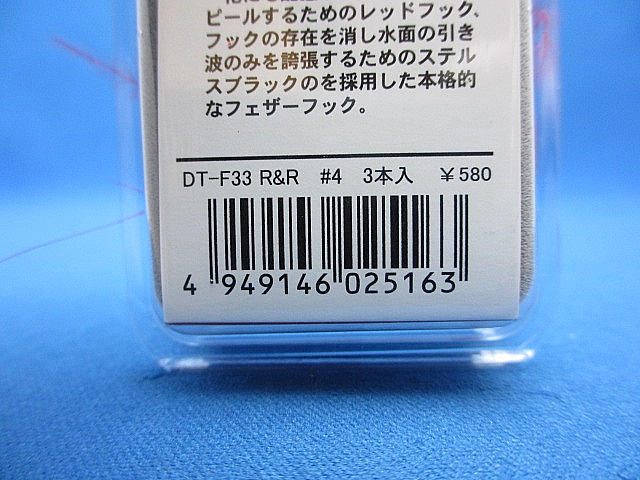 ピールするためのレッドフック、
フックの存在を消し水面の引き
波のみを誇張するためのステル
スブラックのを採用した本格的
なフェザーフック。
DT-F33 R&R #4 3本入 ¥580
4 949146 025163